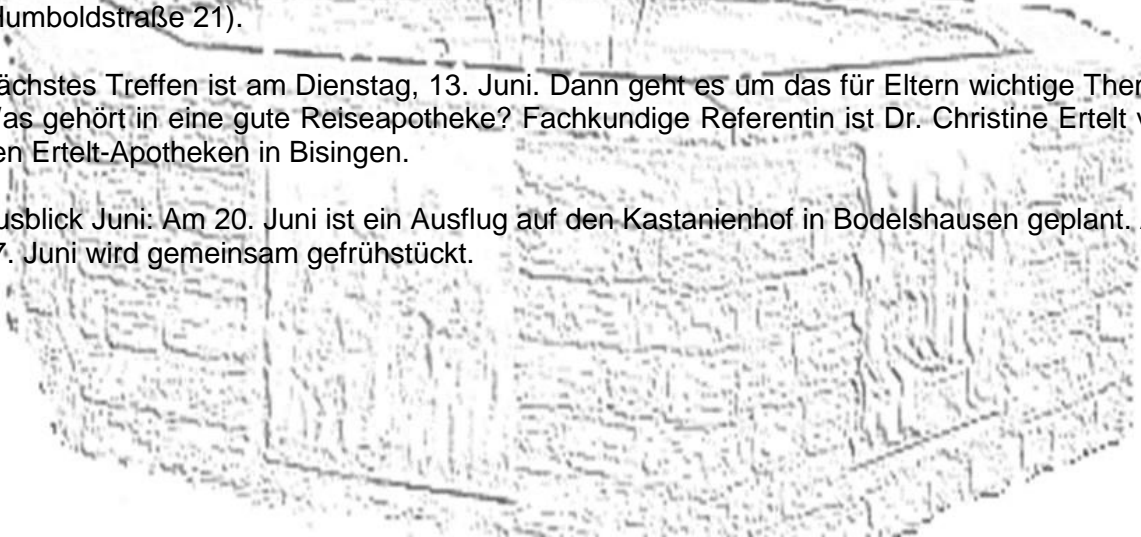 Humboldstraße 21).
ächstes Treffen ist am Dienstag, 13. Juni. Dann geht es um das für Eltern wichtige Them
Was gehört in eine gute Reiseapotheke? Fachkundige Referentin ist Dr. Christine Ertelt v
en Ertelt-Apotheken in Bisingen.
usblick Juni: Am 20. Juni ist ein Ausflug auf den Kastanienhof in Bodelshausen geplant.
7. Juni wird gemeinsam gefrühstückt.